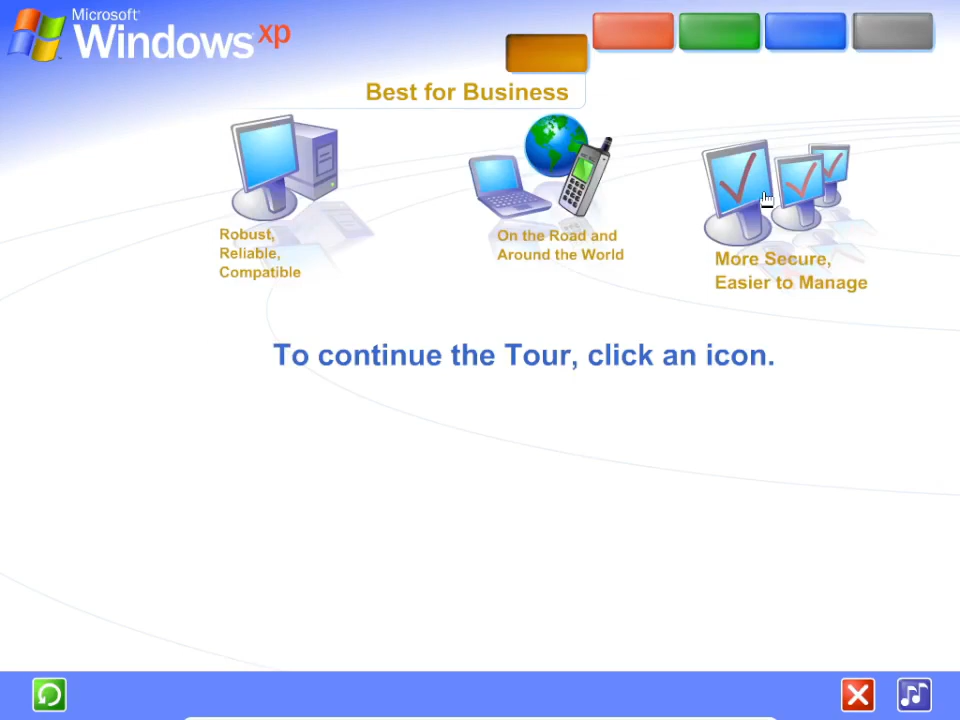 Microsoft®
Windows xp
Best for Business
Robust,
Reliable,
Compatible
On the Road and
Around the World
More Secure,
Easier to Manage
To continue the Tour, click an icon.